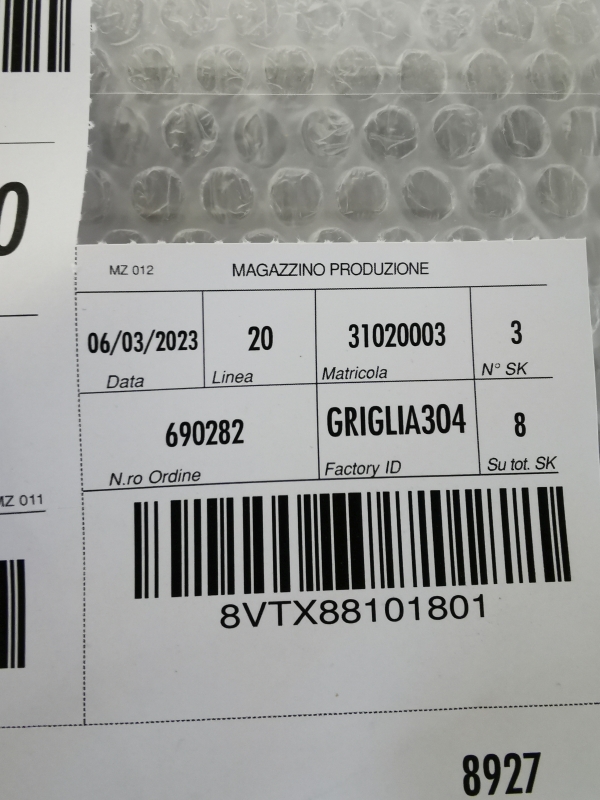 0
MZ 012
MAGAZZINO PRODUZIONE
06/03/2023 20 31020003 3
Data Linea Matricola N° SK
690282 GRIGLIA304 8
N.ro Ordine Factory ID Su tot. SK
MZ 011
8VTX88101801
8927